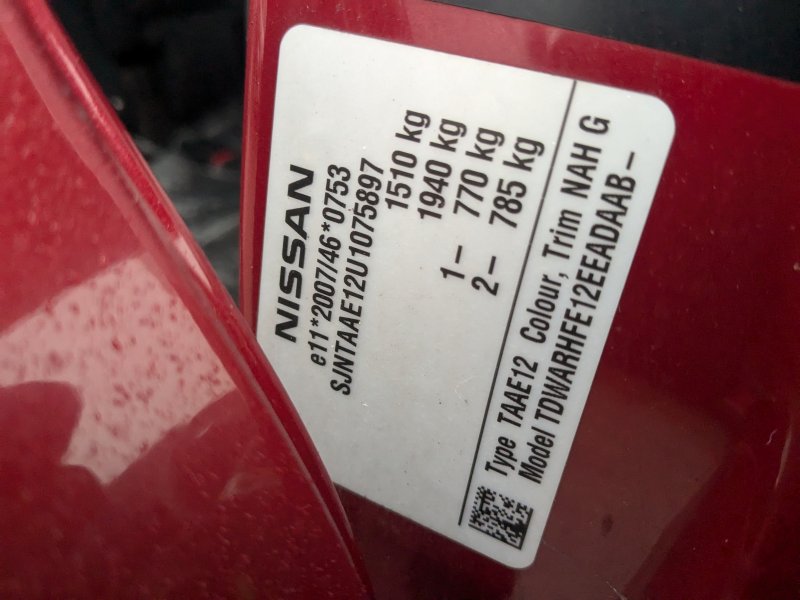 NISSAN
e11*2007/46*0753
SJNTAAE12U1075897
1510 kg
1940 kg
1– 770 kg
2– 785 kg
Type TAAE12 Colour, Trim NAH G
Model TDWARHFE12EEADAAB–